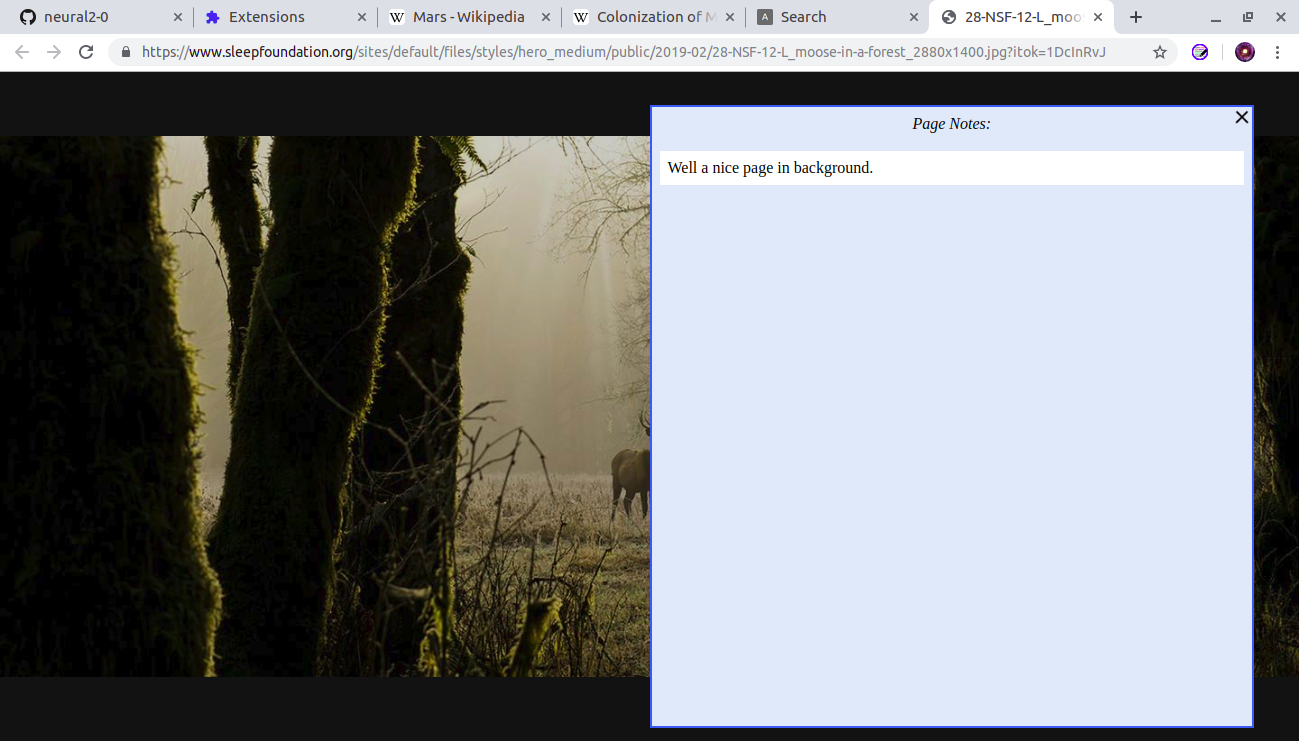 neural2-0
Extensions
W Mars - Wikipedia
W Colonization of M
A Search
28-NSF-12-L_moo
https://www.sleepfoundation.org/sites/default/files/styles/hero_medium/public/2019-02/28-NSF-12-L_moose-in-a-forest_2880x1400.jpg?itok=1DcInRvJ
Page Notes:
Well a nice page in background.